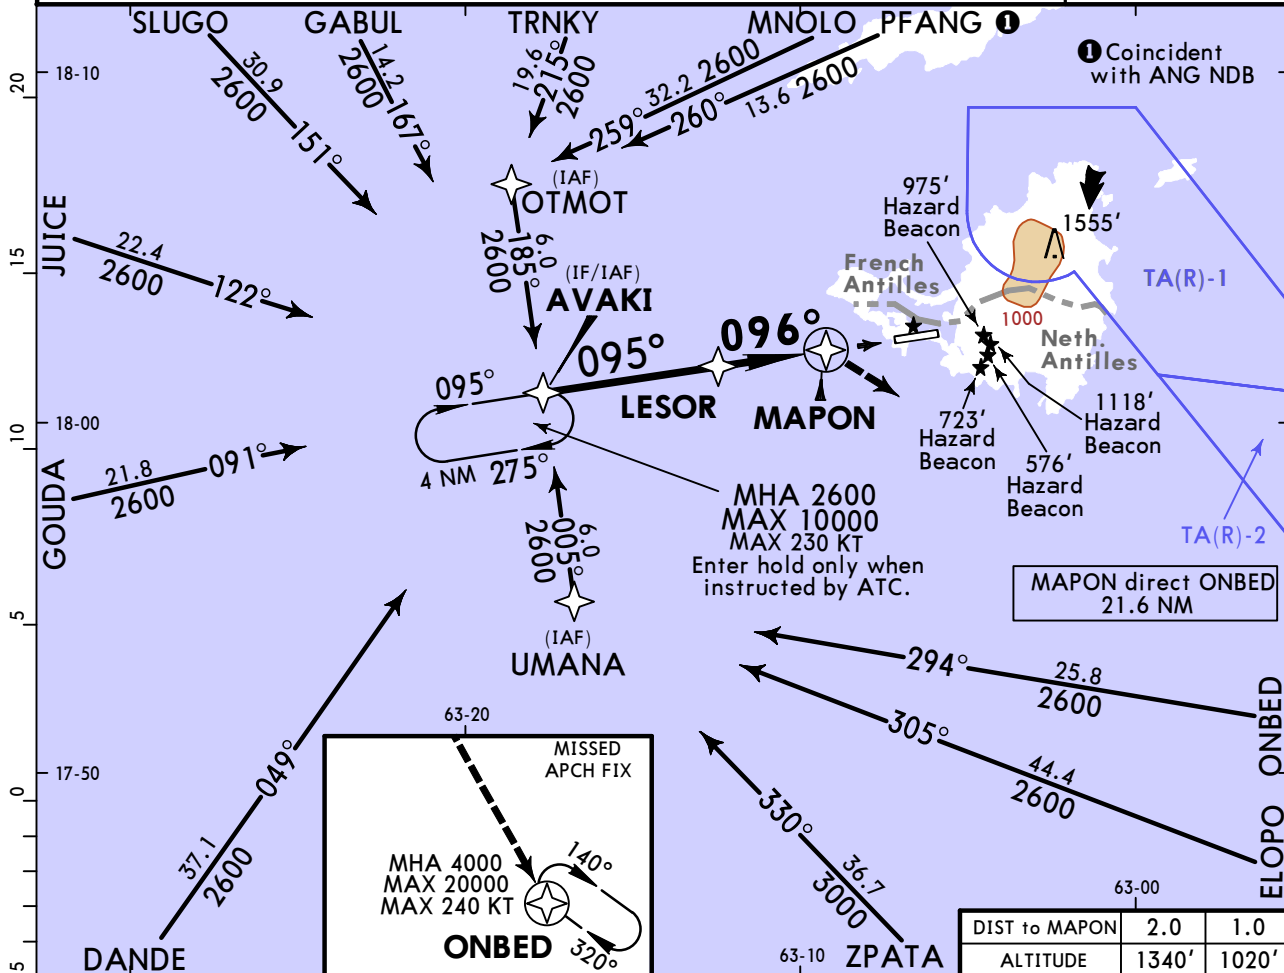 SLUGO
GABUL
TRNKY
MNOLO
PFANG 1
1 Coincident
with ANG NDB
20
18-10
30.9
2600
151°
14.2
2600
167°
19.6
215°
2600
32.2 2600
259°
260°
13.6 2600
(IAF)
OTMOT
6.0
185°
2600
JUICE
15
22.4
2600
122°
(IF/IAF)
AVAKI
095°
096°
LESOR
MAPON
975'
Hazard
Beacon
1555'
French
Antilles
1000
Neth.
Antilles
TA(R)-1
TA(R)-2
723'
Hazard
Beacon
576'
Hazard
Beacon
1118'
Hazard
Beacon
10
18-00
GOUDA
21.8
2600
091°
095°
4 NM
275°
MHA 2600
MAX 10000
MAX 230 KT
Enter hold only when
instructed by ATC.
6.0
005°
2600
(IAF)
UMANA
MAPON direct ONBED
21.6 NM
5
294°
25.8
2600
ONBED
305°
44.4
2600
ELOPO
330°
36.7
3000
ZPATA
63-20
17-50
0
049°
37.1
2600
DANDE
5
MISSED
APCH FIX
MHA 4000
MAX 20000
MAX 240 KT
ONBED
140°
320°
63-10
63-00
DIST to MAPON 2.0 1.0
ALTITUDE 1340' 1020'